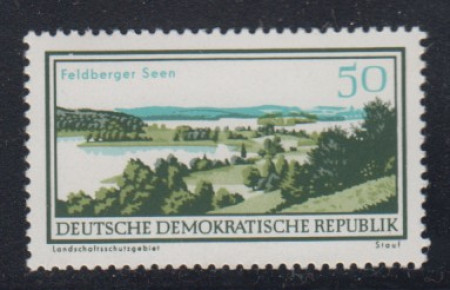 Feldberger Seen 50
DEUTSCHE DEMOKRATISCHE REPUBLIK
Landschaftsschutzgebiet Stauf